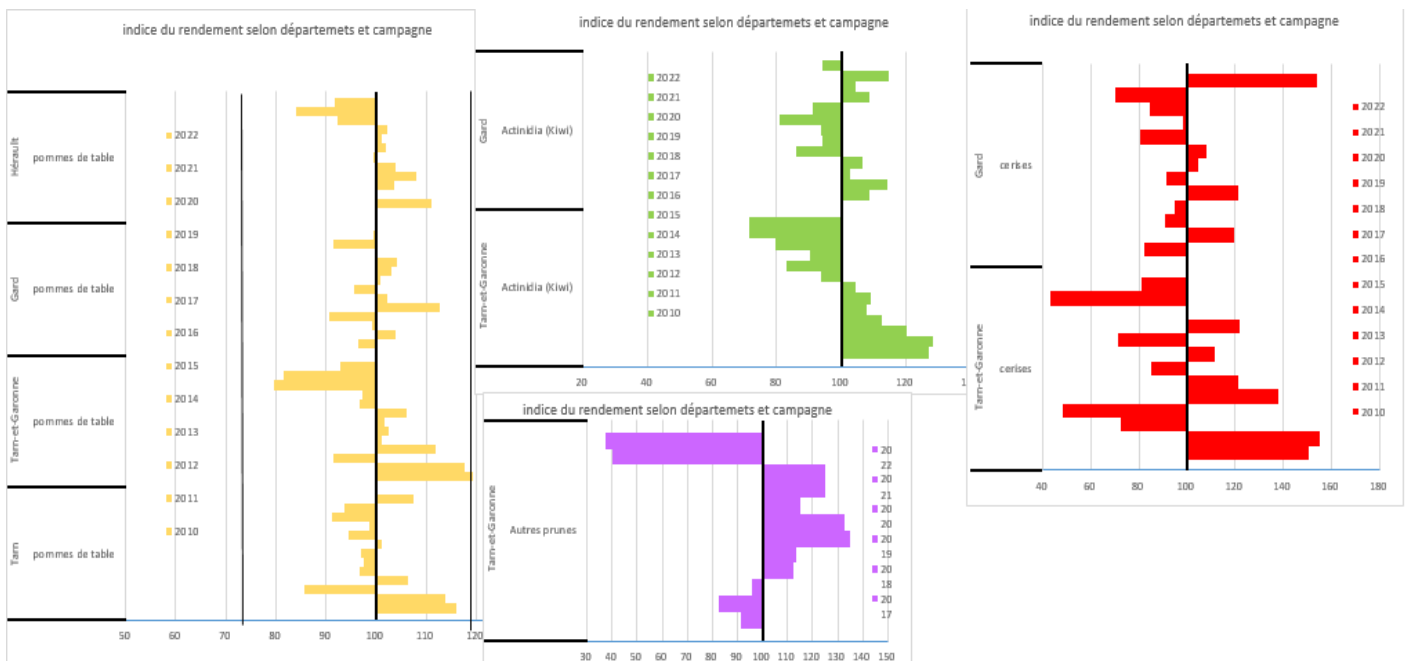 indice du rendement selon départemets et campagne
Hérault
pommes de table
Gard
pommes de table
Tarn-et-Garonne
pommes de table
Tarn
pommes de table
2022
2021
2020
2019
2018
2017
2016
2015
2014
2013
2012
2011
2010
50 60 70 80 90 100 110 120
indice du rendement selon départemets et campagne
Gard
Actinidia (Kiwi)
Tarn-et-Garonne
Actinidia (Kiwi)
2022
2021
2020
2019
2018
2017
2016
2015
2014
2013
2012
2011
2010
20 40 60 80 100 120
indice du rendement selon départemets et campagne
Tarn-et-Garonne
Autres prunes
20
22
20
21
20
20
20
19
20
18
20
17
30 40 50 60 70 80 90 100 110 120 130 140 150
indice du rendement selon départemets et campagne
Gard
cerises
Tarn-et-Garonne
cerises
2022
2021
2020
2019
2018
2017
2016
2015
2014
2013
2012
2011
2010
40 60 80 100 120 140 160 180